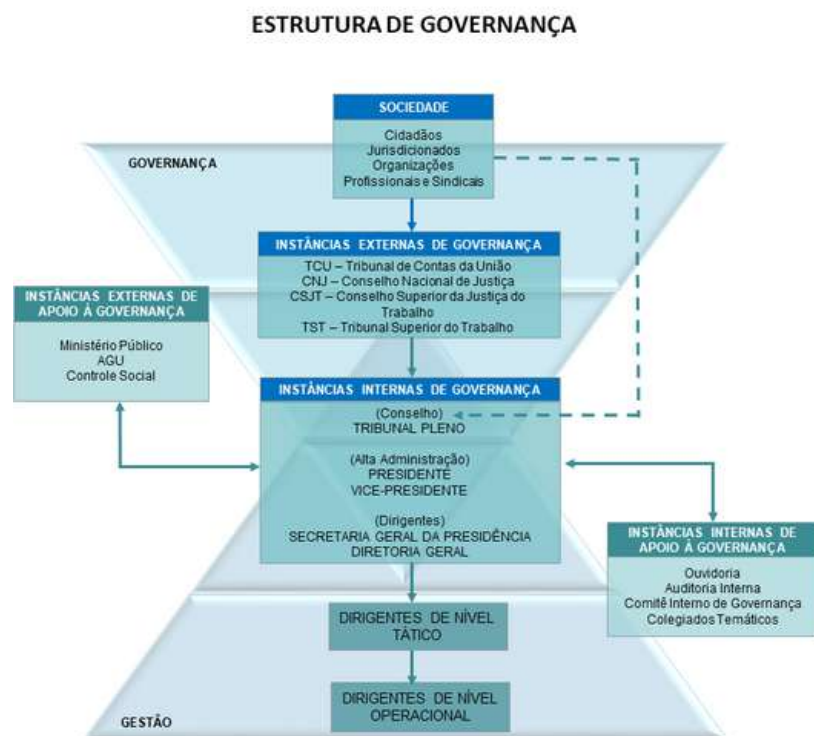 ESTRUTURA DE GOVERNANÇA
SOCIEDADE
Cidadãos
Jurisdicionados
Organizações
Profissionais e Sindicais
GOVERNANÇA
INSTÂNCIAS EXTERNAS DE GOVERNANÇA
TCU – Tribunal de Contas da União
CNJ – Conselho Nacional de Justiça
CSJT – Conselho Superior da Justiça do
Trabalho
TST – Tribunal Superior do Trabalho
INSTÂNCIAS EXTERNAS DE
APOIO À GOVERNANÇA
Ministério Público
AGU
Controle Social
INSTÂNCIAS INTERNAS DE GOVERNANÇA
(Conselho)
TRIBUNAL PLENO
(Alta Administração)
PRESIDENTE
VICE-PRESIDENTE
(Dirigentes)
SECRETARIA GERAL DA PRESIDÊNCIA
DIRETORIA GERAL
INSTÂNCIAS INTERNAS DE
APOIO À GOVERNANÇA
Ouvidoria
Auditoria Interna
Comitê Interno de Governança
Colegiados Temáticos
DIRIGENTES DE NÍVEL
TÁTICO
DIRIGENTES DE NÍVEL
OPERACIONAL
GESTÃO